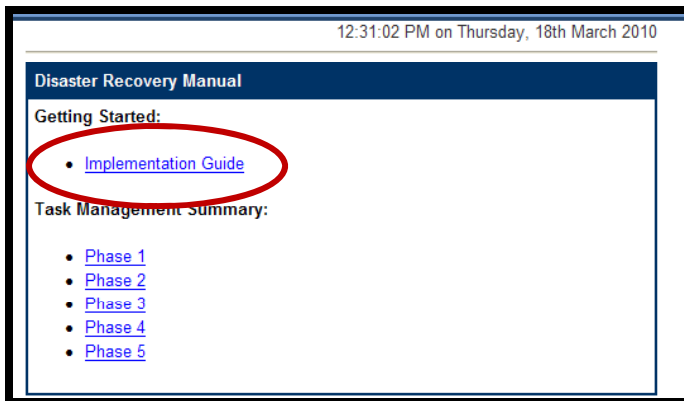 12:31:02 PM on Thursday, 18th March 2010
Disaster Recovery Manual
Getting Started:
• Implementation Guide
Task Management Summary:
• Phase 1
• Phase 2
• Phase 3
• Phase 4
• Phase 5